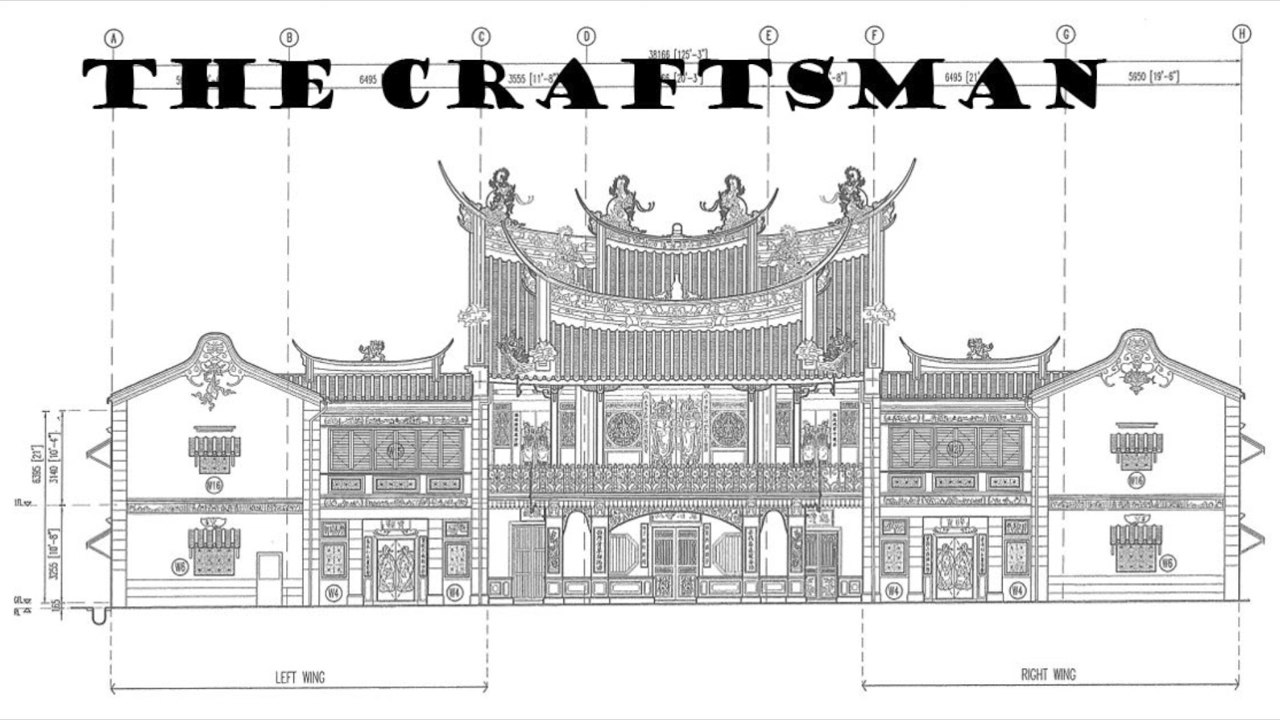 A B C D E F G H
38166 [125'-3"]
THE CRAFTSMAN
6495
3555 [11'-8"]
6495 [21'
5950 [19'-6"]
6395 [21']
3140 [10'-4"]
3255 [10'-8"]
165
W16
W16
W6
W6
W4
W4
W4
W4
LEFT WING
RIGHT WING